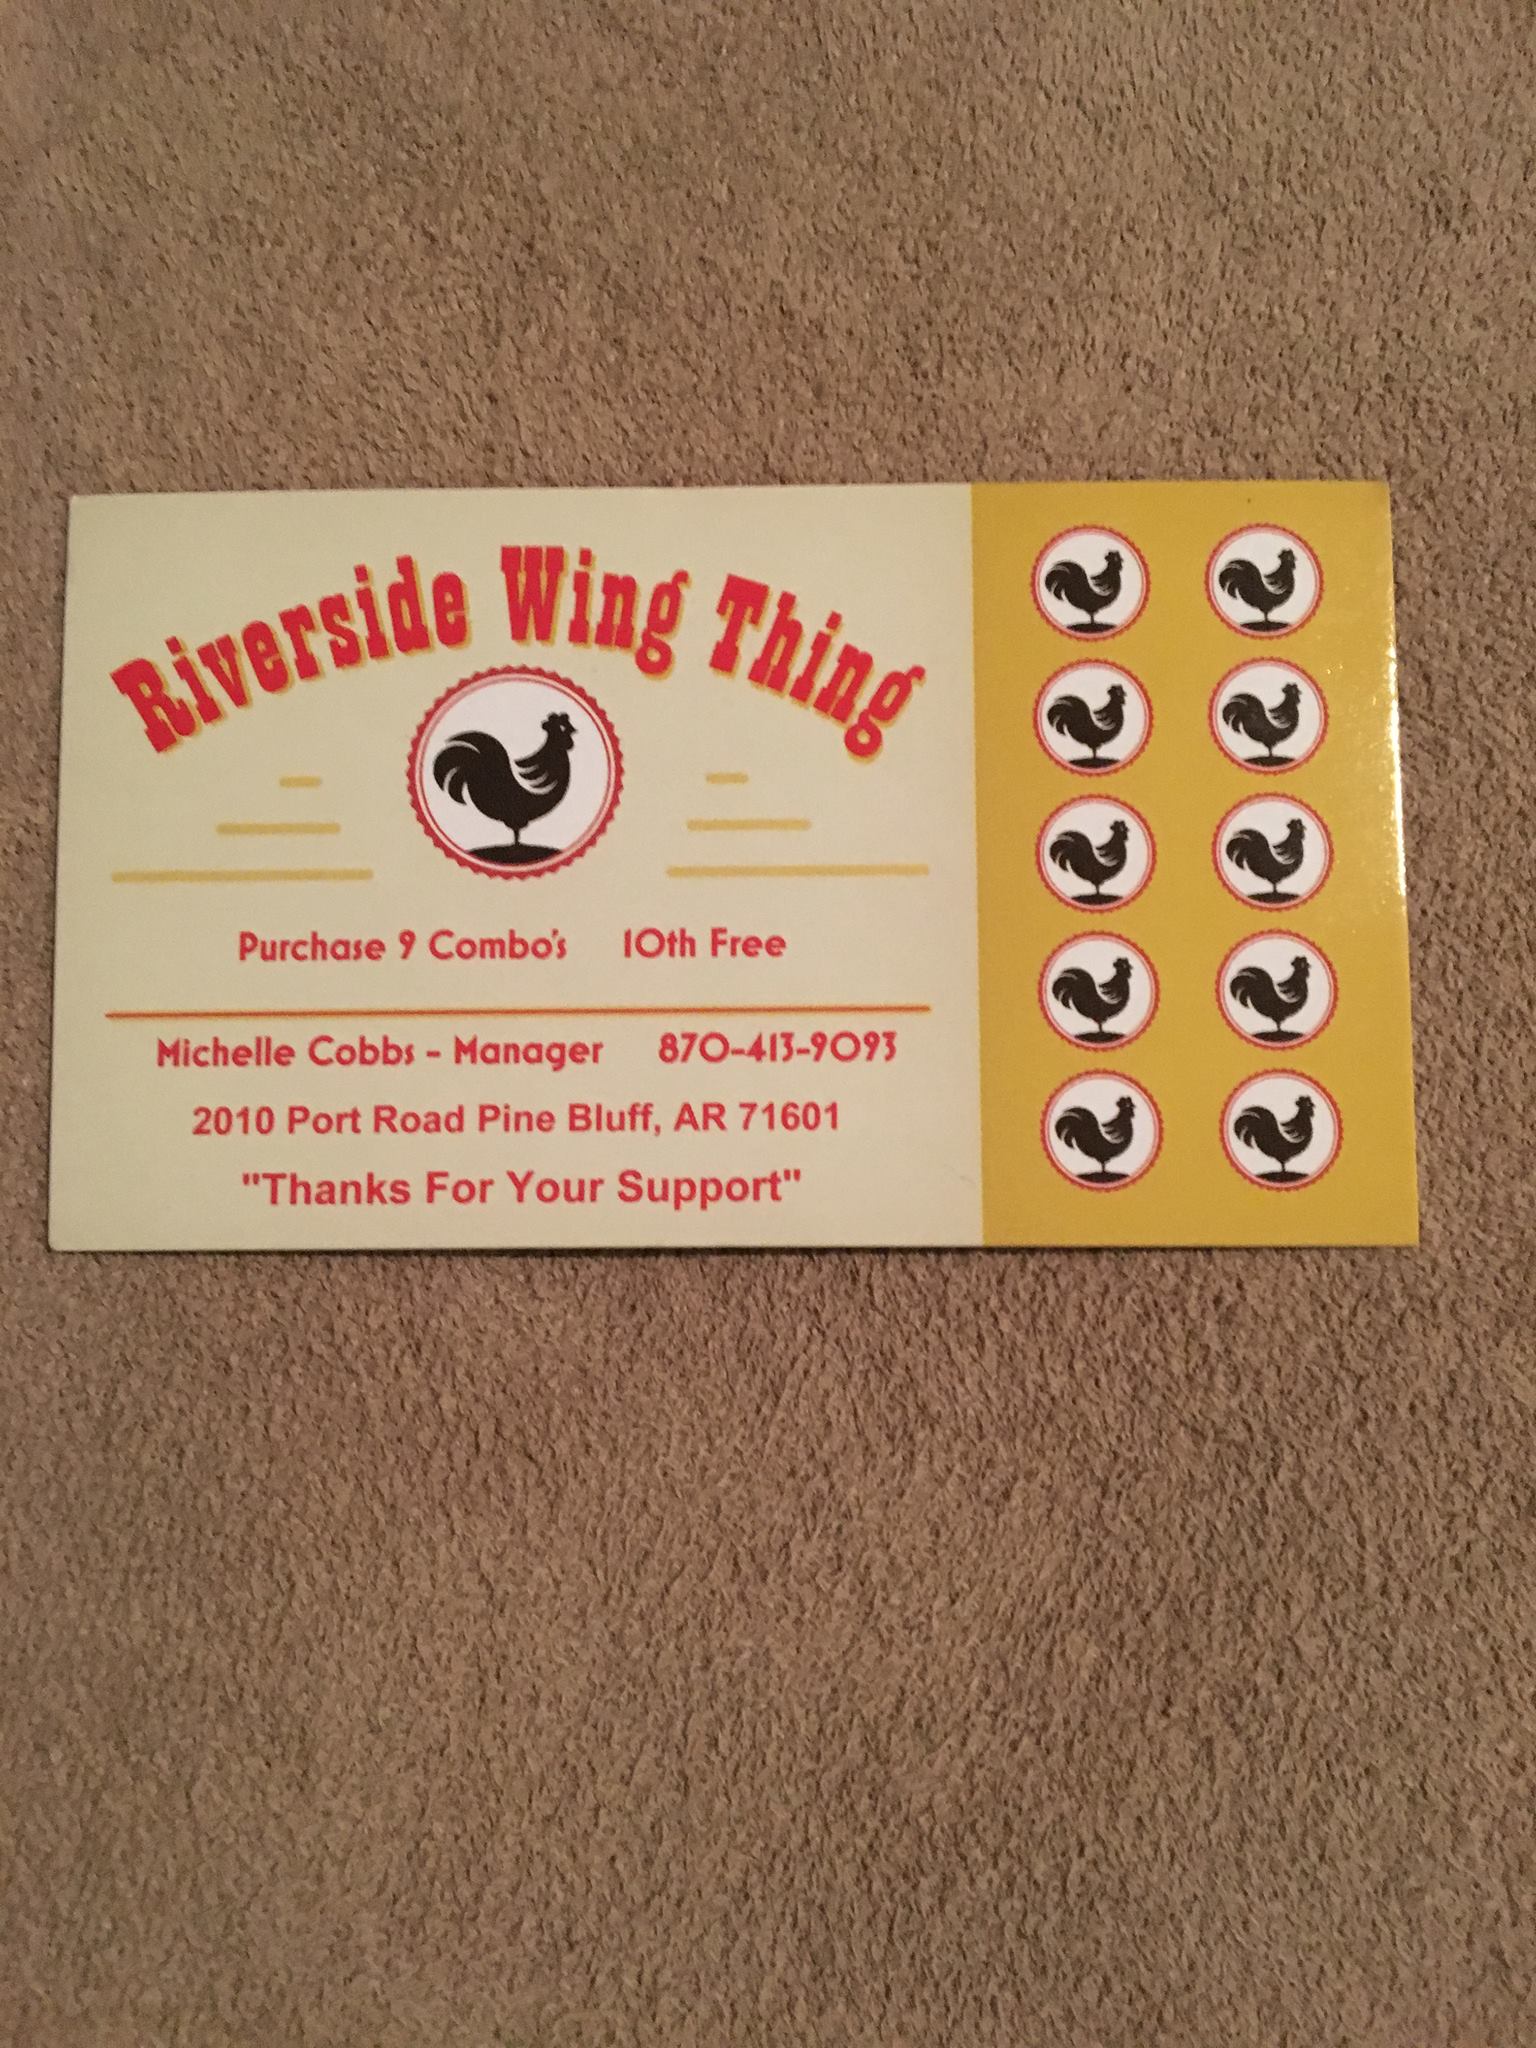 Riverside Wing Thing
Purchase 9 Combo's 10th Free
Michelle Cobbs - Manager 870-413-9093
2010 Port Road Pine Bluff, AR 71601
"Thanks For Your Support"